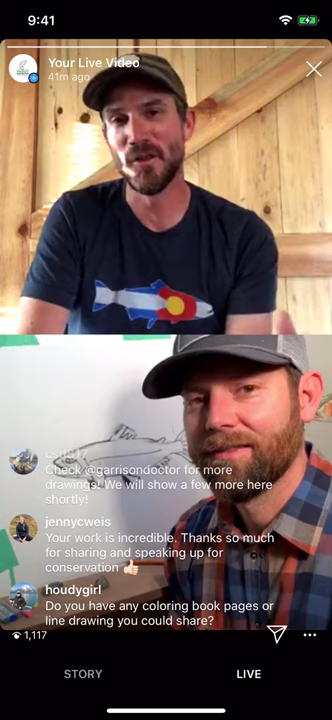 9:41
Your Live Video
41m ago
Check @garrisondoctor for more
drawings! We will show a few more here
shortly!
jennycweis
Your work is incredible. Thanks so much
for sharing and speaking up for
conservation 👍🏻
houdygirl
Do you have any coloring book pages or
line drawing you could share?
1,117
STORY
LIVE